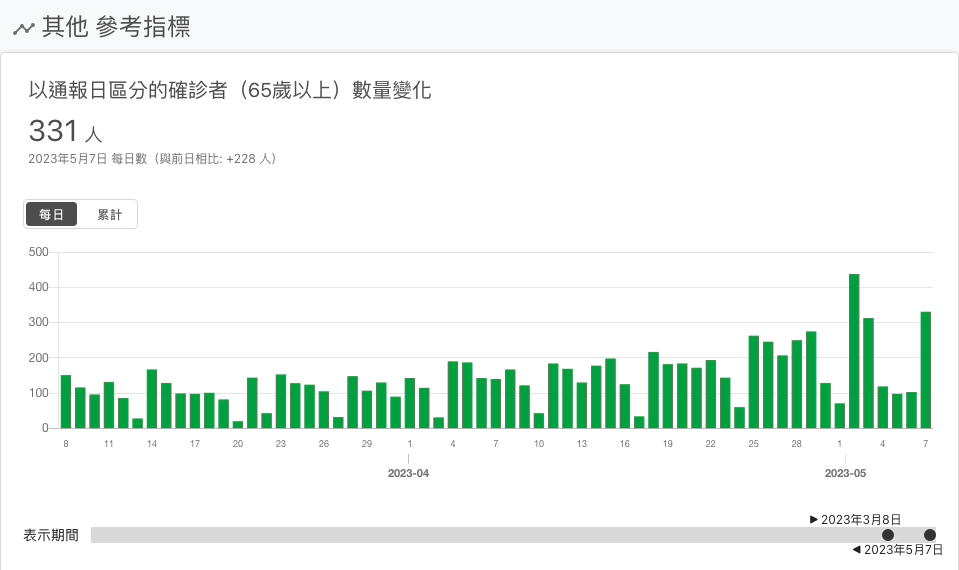 其他 參考指標
以通報日區分的確診者（65歲以上）數量變化
331 人
2023年5月7日 每日數（與前日相比: +228 人）
每日 累計
500
400
300
200
100
0
8 11 14 17 20 23 26 29 1 4 7 10 13 16 19 22 25 28 1 4 7
2023-04 2023-05
▶ 2023年3月8日
表示期間
◀ 2023年5月7日